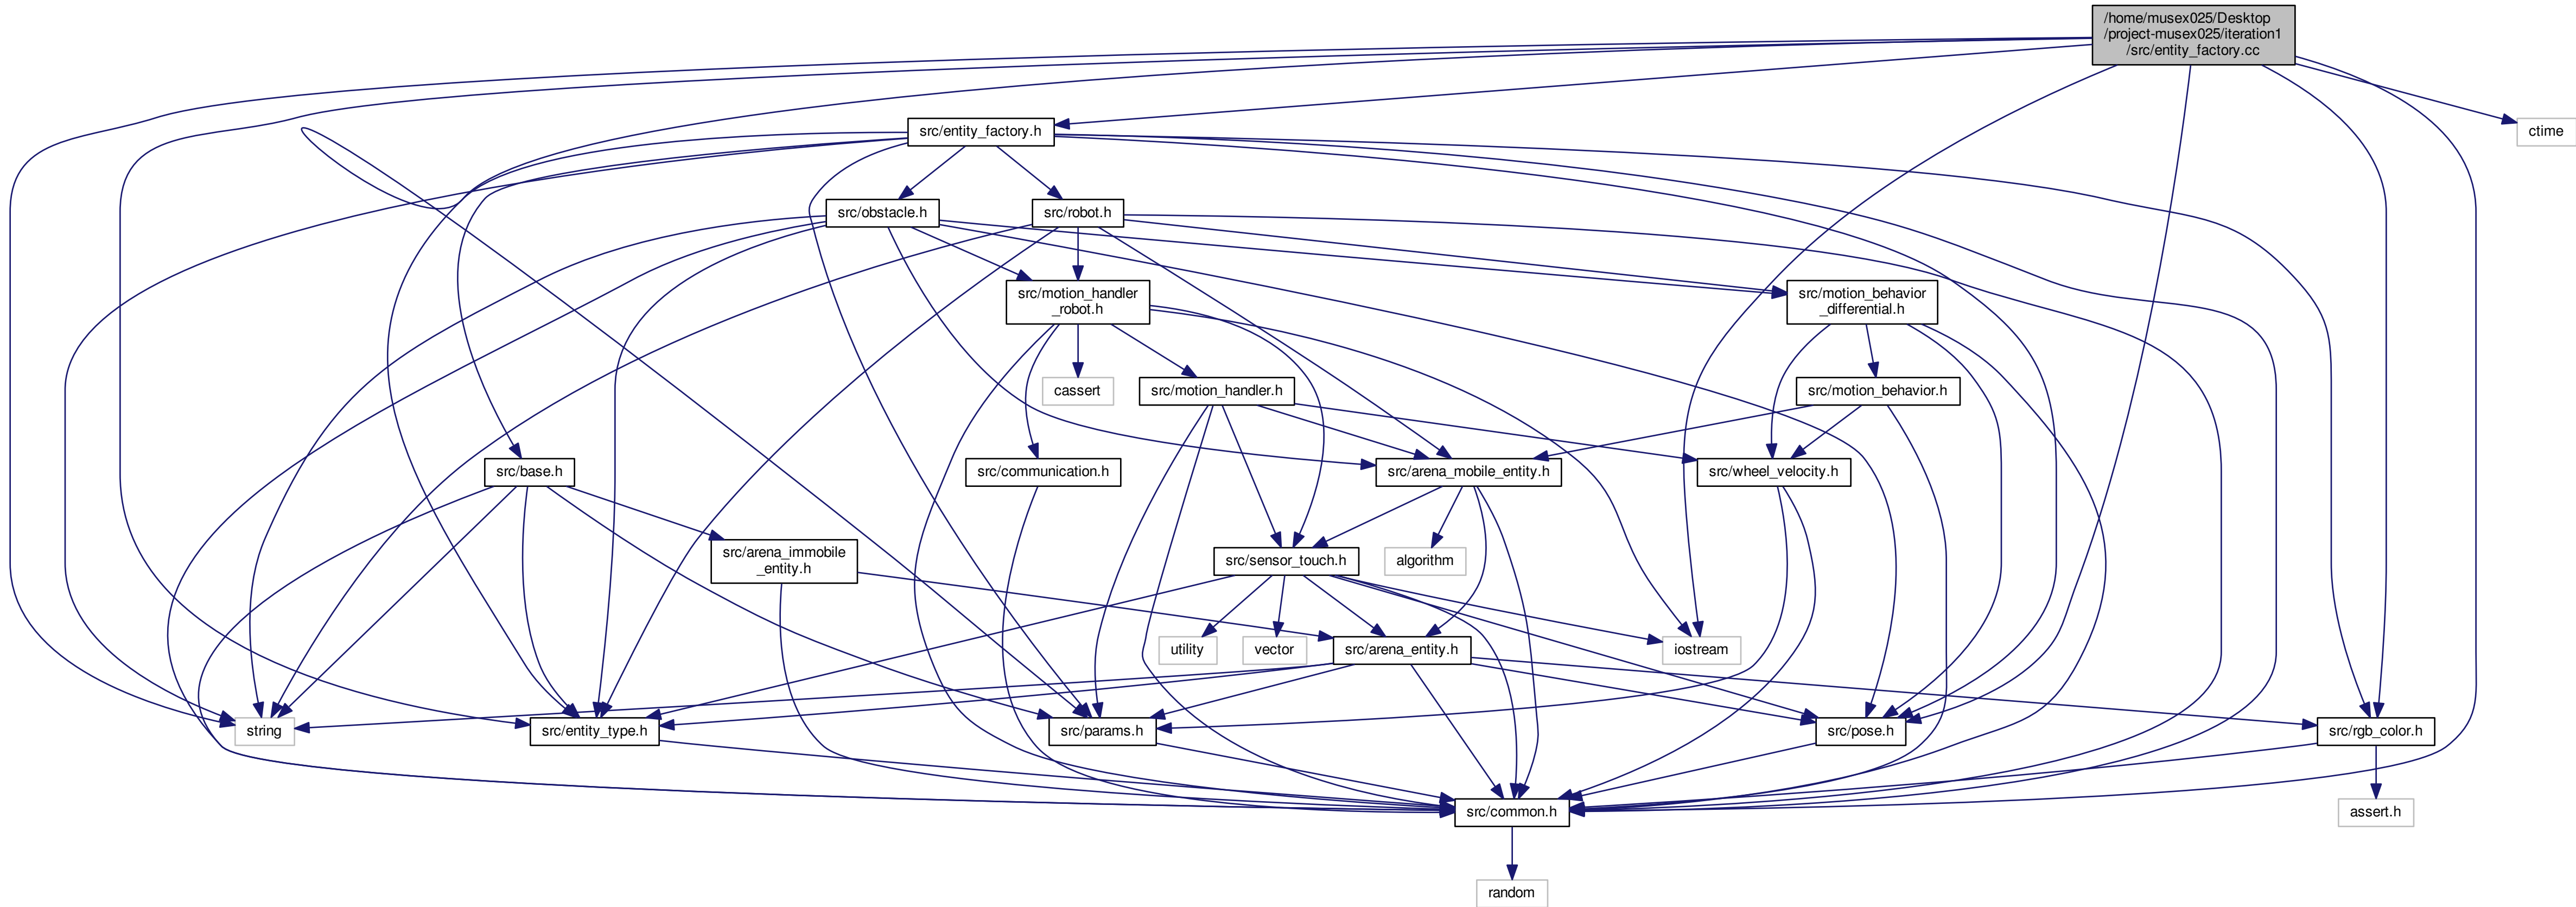 /home/musex025/Desktop
/project-musex025/iteration1
/src/entity_factory.cc
src/entity_factory.h
ctime
src/obstacle.h
src/robot.h
src/motion_handler
_robot.h
src/motion_behavior
_differential.h
cassert
src/motion_handler.h
src/motion_behavior.h
src/base.h
src/communication.h
src/arena_mobile_entity.h
src/wheel_velocity.h
src/arena_immobile
_entity.h
src/sensor_touch.h
algorithm
utility
vector
src/arena_entity.h
iostream
string
src/entity_type.h
src/params.h
src/pose.h
src/rgb_color.h
src/common.h
assert.h
random